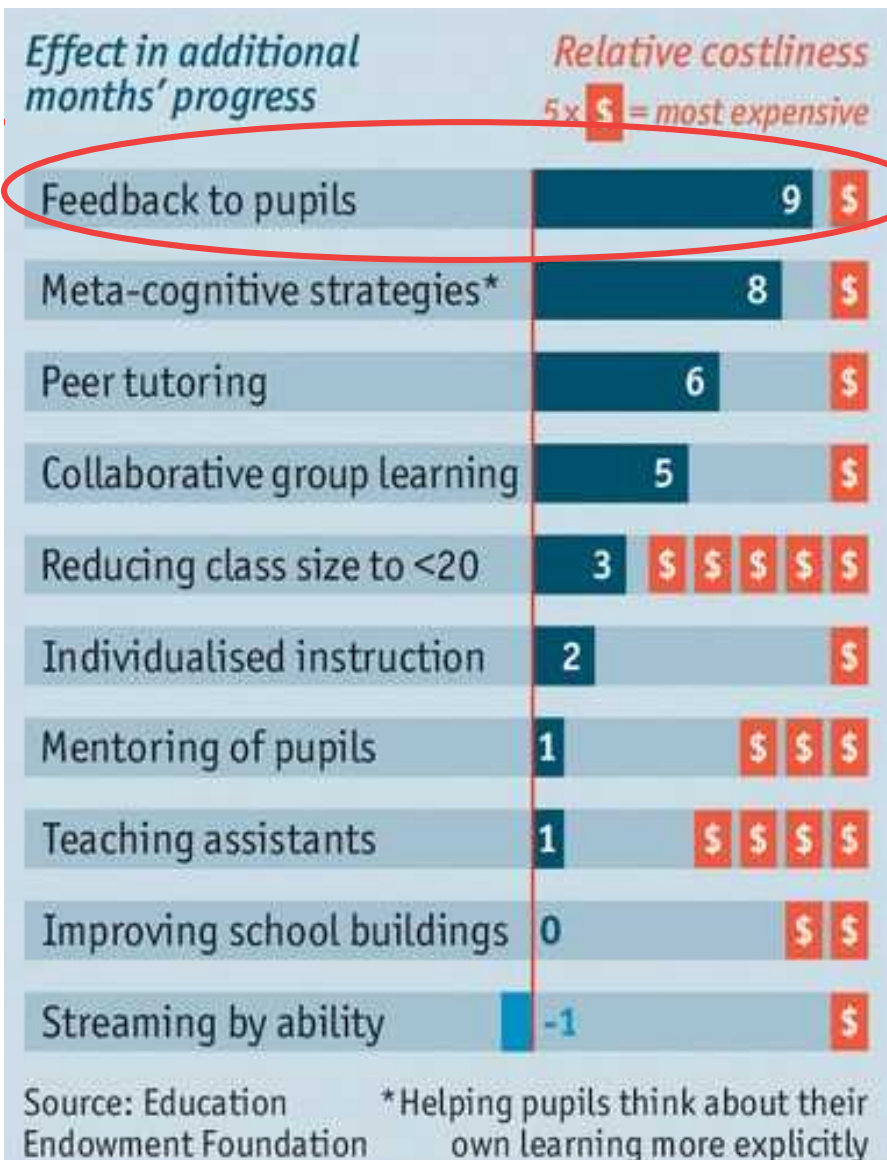 Effect in additional
months' progress
Relative costliness
5 x $ = most expensive
Feedback to pupils 9 $
Meta-cognitive strategies* 8 $
Peer tutoring 6 $
Collaborative group learning 5 $
Reducing class size to <20 3 $ $ $ $ $
Individualised instruction 2 $
Mentoring of pupils 1 $ $ $
Teaching assistants 1 $ $ $ $
Improving school buildings 0 $ $
Streaming by ability -1 $
Source: Education
Endowment Foundation
*Helping pupils think about their
own learning more explicitly